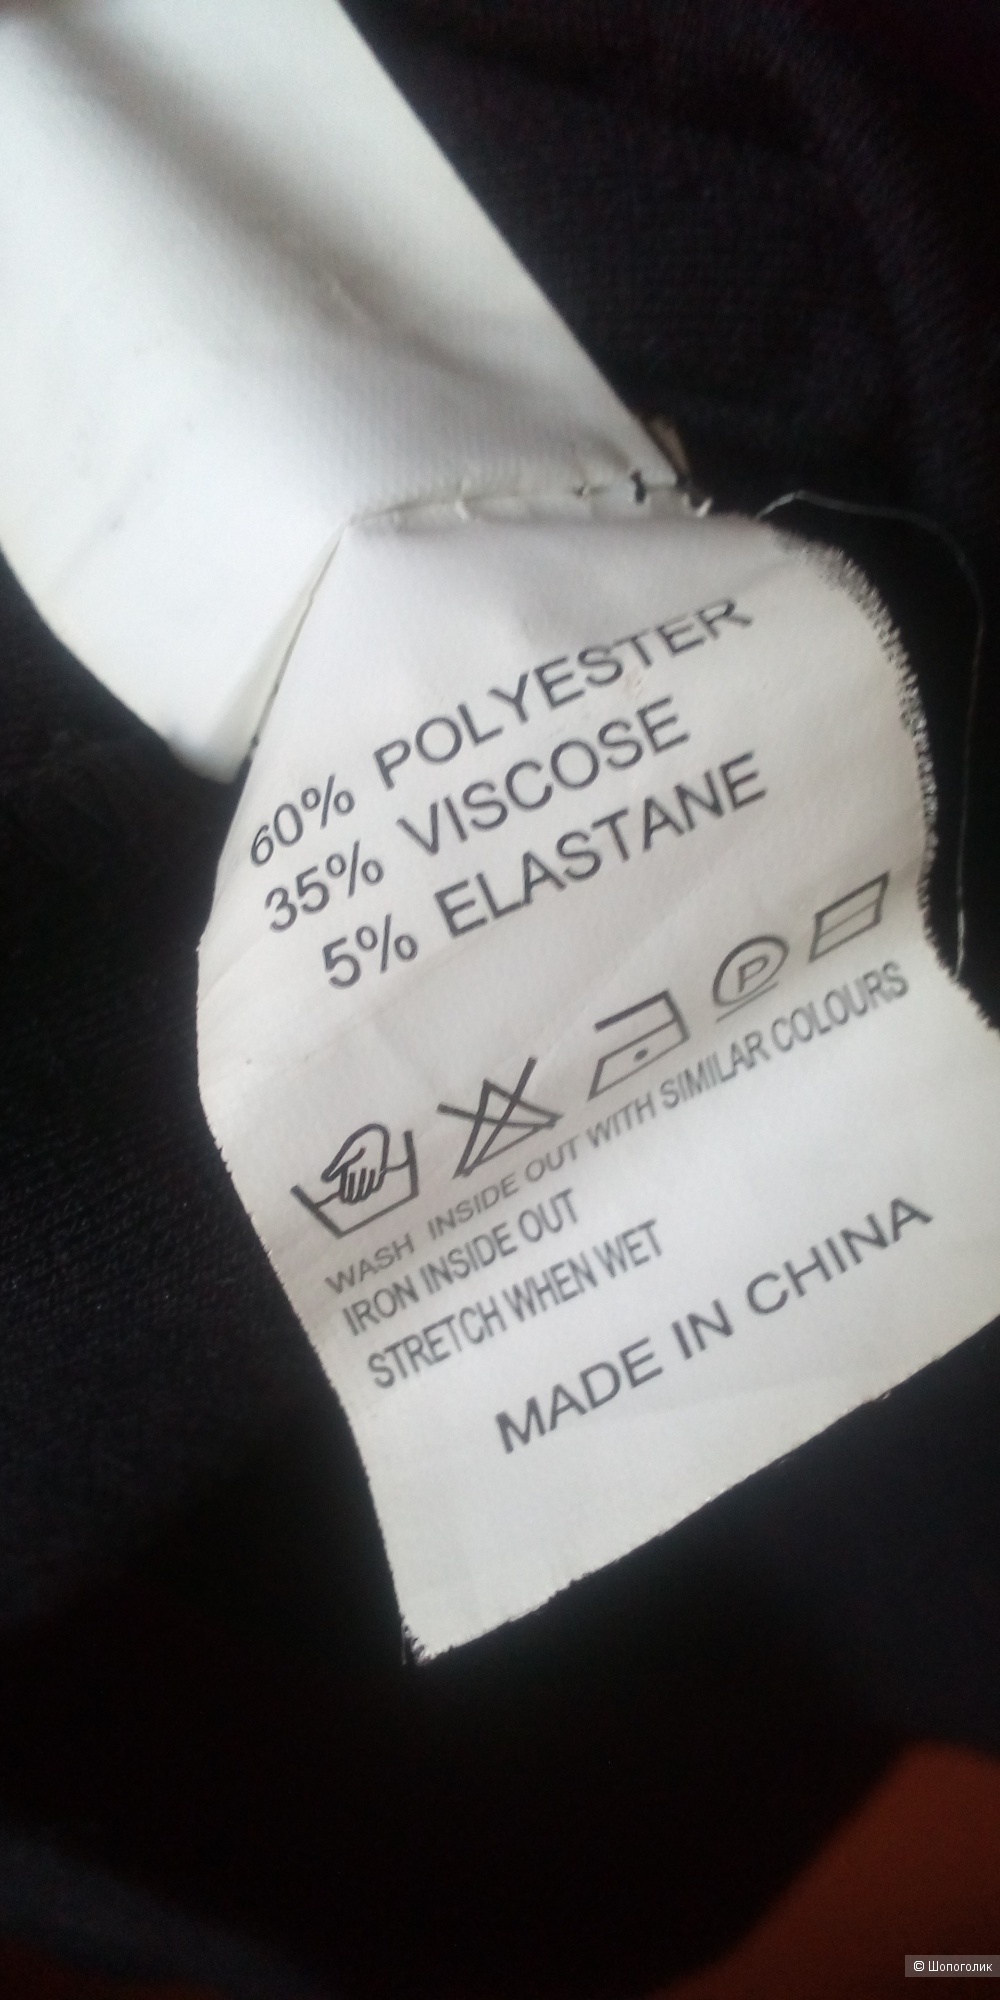 60% POLYESTER
35% VISCOSE
5% ELASTANE
P
WASH INSIDE OUT WITH SIMILAR COLOURS
IRON INSIDE OUT
STRETCH WHEN WET
MADE IN CHINA
© Шопоголик